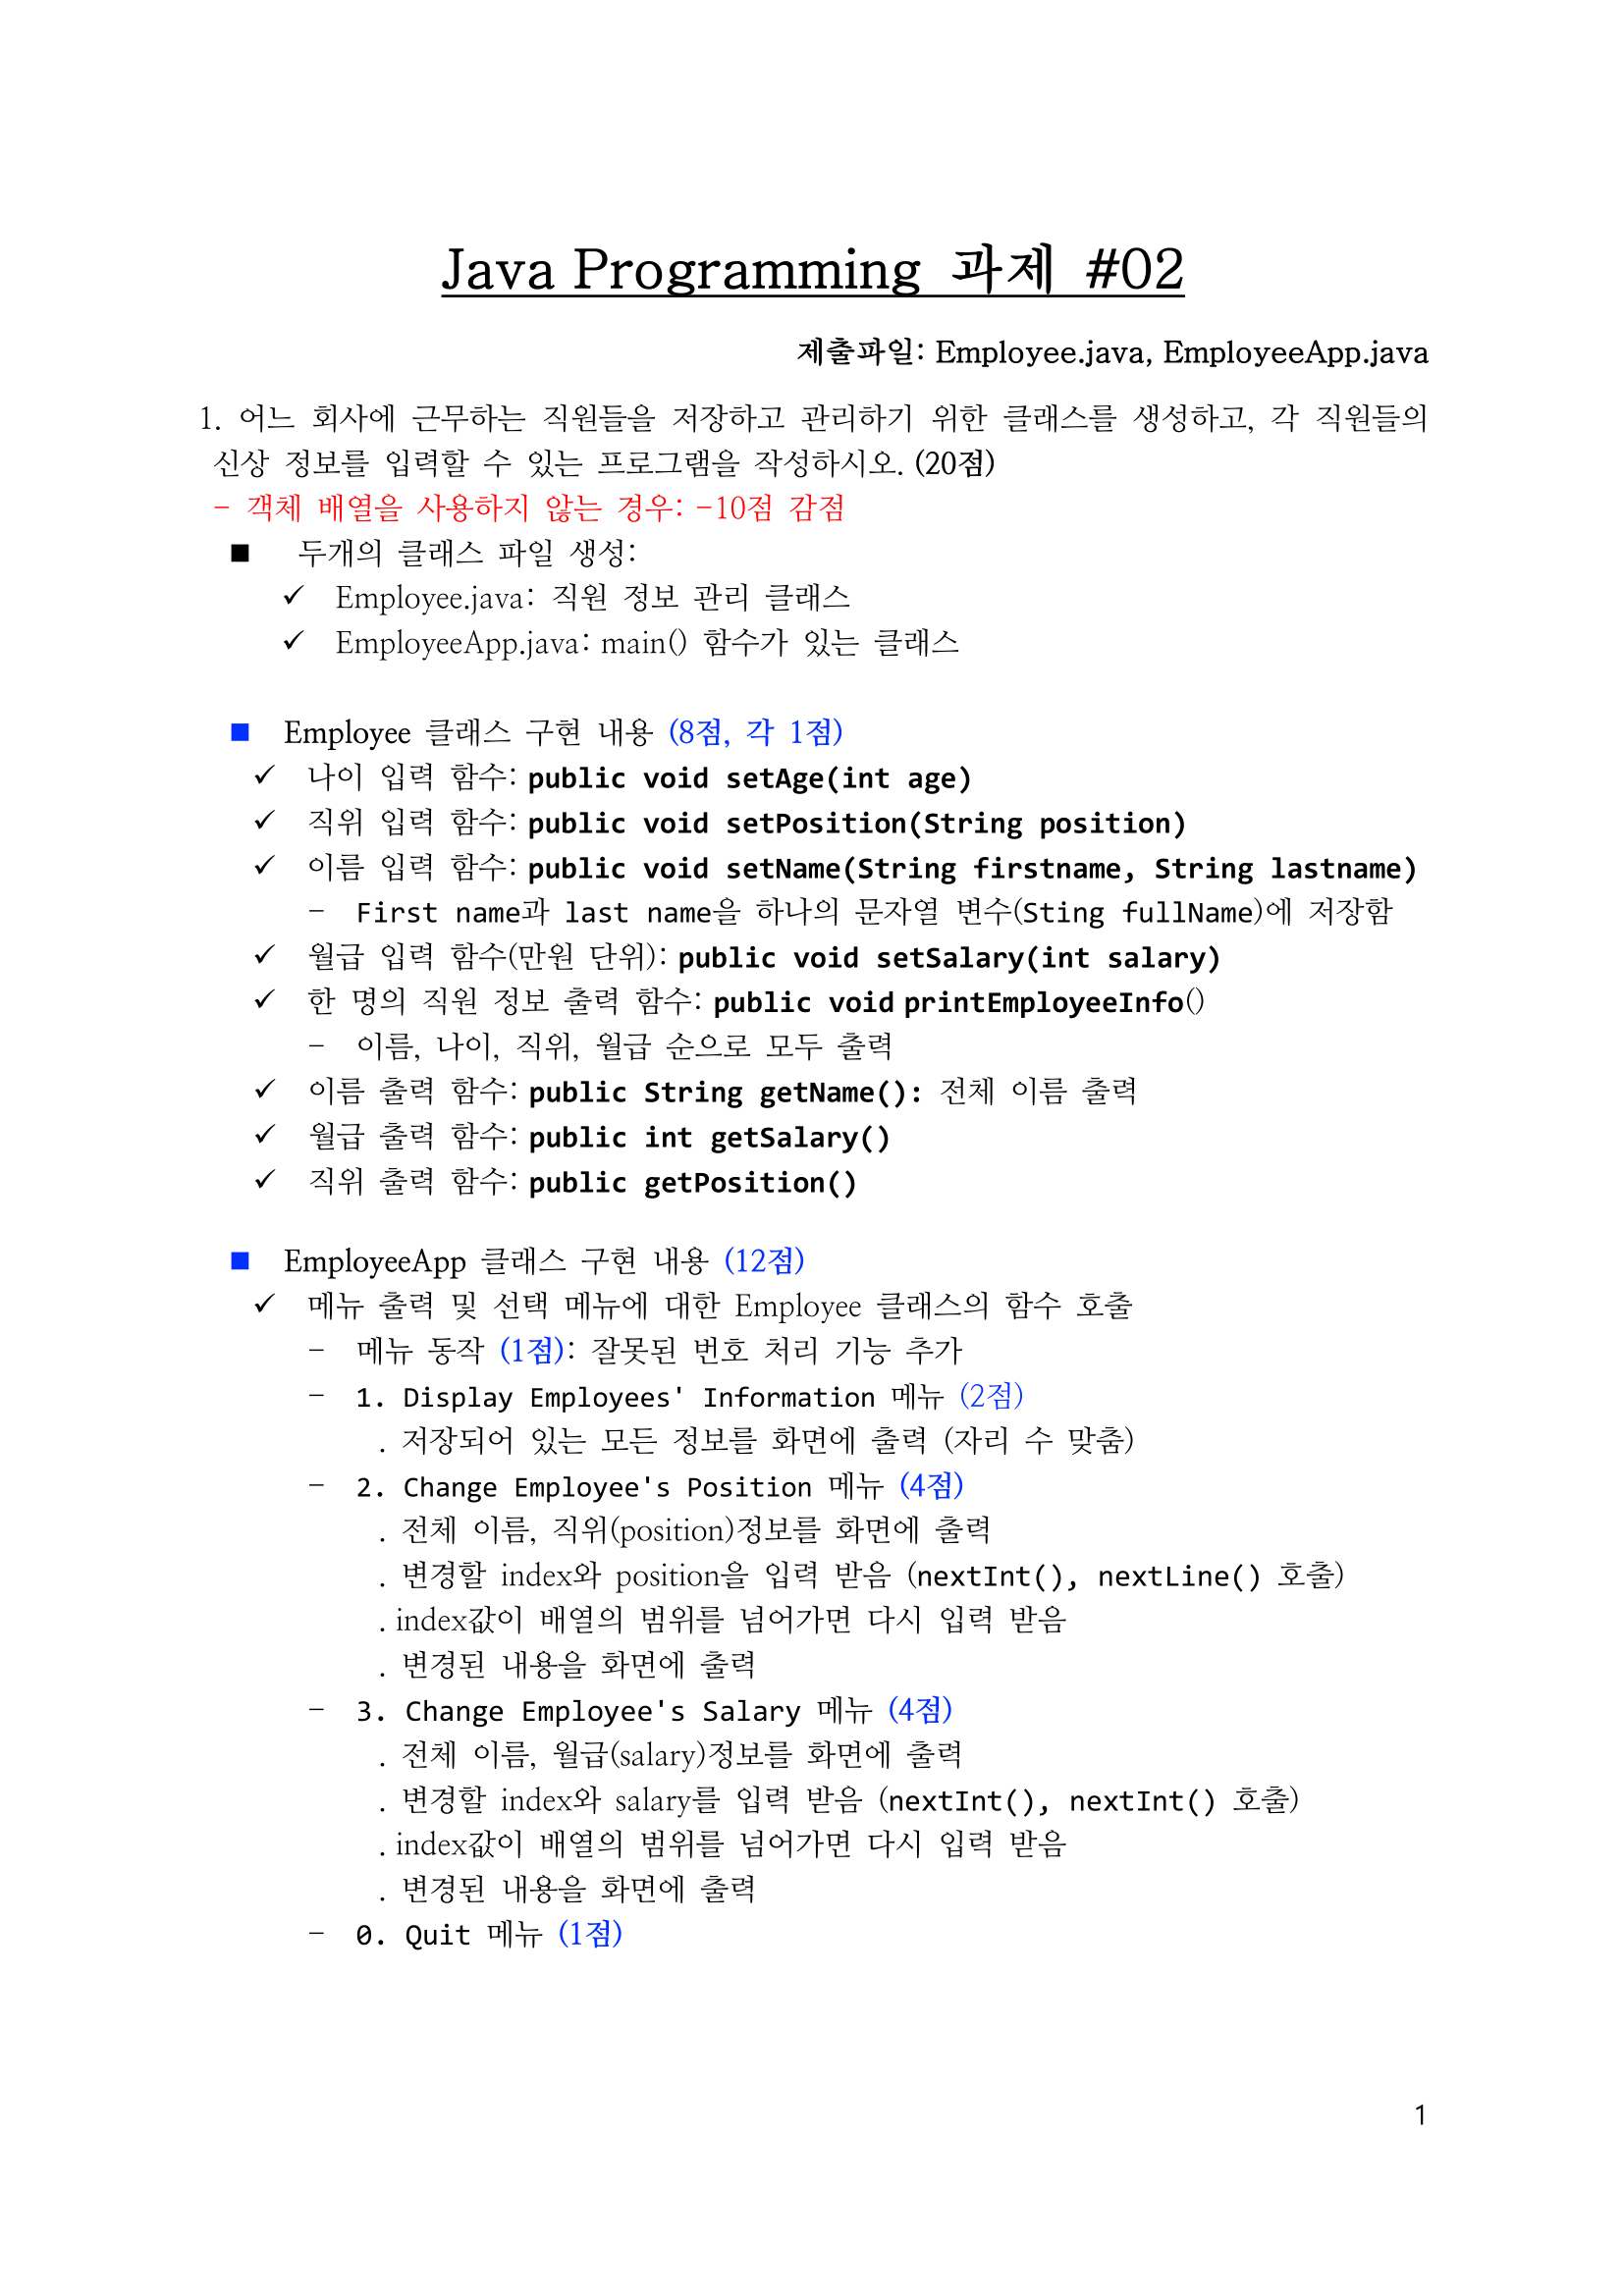 Java Programming 과제 #02
제출파일: Employee.java, EmployeeApp.java
1. 어느 회사에 근무하는 직원들을 저장하고 관리하기 위한 클래스를 생성하고, 각 직원들의
신상 정보를 입력할 수 있는 프로그램을 작성하시오. (20점)
- 객체 배열을 사용하지 않는 경우: -10점 감점
■ 두개의 클래스 파일 생성:
✓ Employee.java: 직원 정보 관리 클래스
✓ EmployeeApp.java: main() 함수가 있는 클래스
■ Employee 클래스 구현 내용 (8점, 각 1점)
✓ 나이 입력 함수: public void setAge(int age)
✓ 직위 입력 함수: public void setPosition(String position)
✓ 이름 입력 함수: public void setName(String firstname, String lastname)
- First name과 last name을 하나의 문자열 변수(Sting fullName)에 저장함
✓ 월급 입력 함수(만원 단위): public void setSalary(int salary)
✓ 한 명의 직원 정보 출력 함수: public void printEmployeeInfo()
- 이름, 나이, 직위, 월급 순으로 모두 출력
✓ 이름 출력 함수: public String getName(): 전체 이름 출력
✓ 월급 출력 함수: public int getSalary()
✓ 직위 출력 함수: public getPosition()
■ EmployeeApp 클래스 구현 내용 (12점)
✓ 메뉴 출력 및 선택 메뉴에 대한 Employee 클래스의 함수 호출
- 메뉴 동작 (1점): 잘못된 번호 처리 기능 추가
- 1. Display Employees' Information 메뉴 (2점)
. 저장되어 있는 모든 정보를 화면에 출력 (자리 수 맞춤)
- 2. Change Employee's Position 메뉴 (4점)
. 전체 이름, 직위(position)정보를 화면에 출력
. 변경할 index와 position을 입력 받음 (nextInt(), nextLine() 호출)
. index값이 배열의 범위를 넘어가면 다시 입력 받음
. 변경된 내용을 화면에 출력
- 3. Change Employee's Salary 메뉴 (4점)
. 전체 이름, 월급(salary)정보를 화면에 출력
. 변경할 index와 salary를 입력 받음 (nextInt(), nextInt() 호출)
. index값이 배열의 범위를 넘어가면 다시 입력 받음
. 변경된 내용을 화면에 출력
- 0. Quit 메뉴 (1점)
1